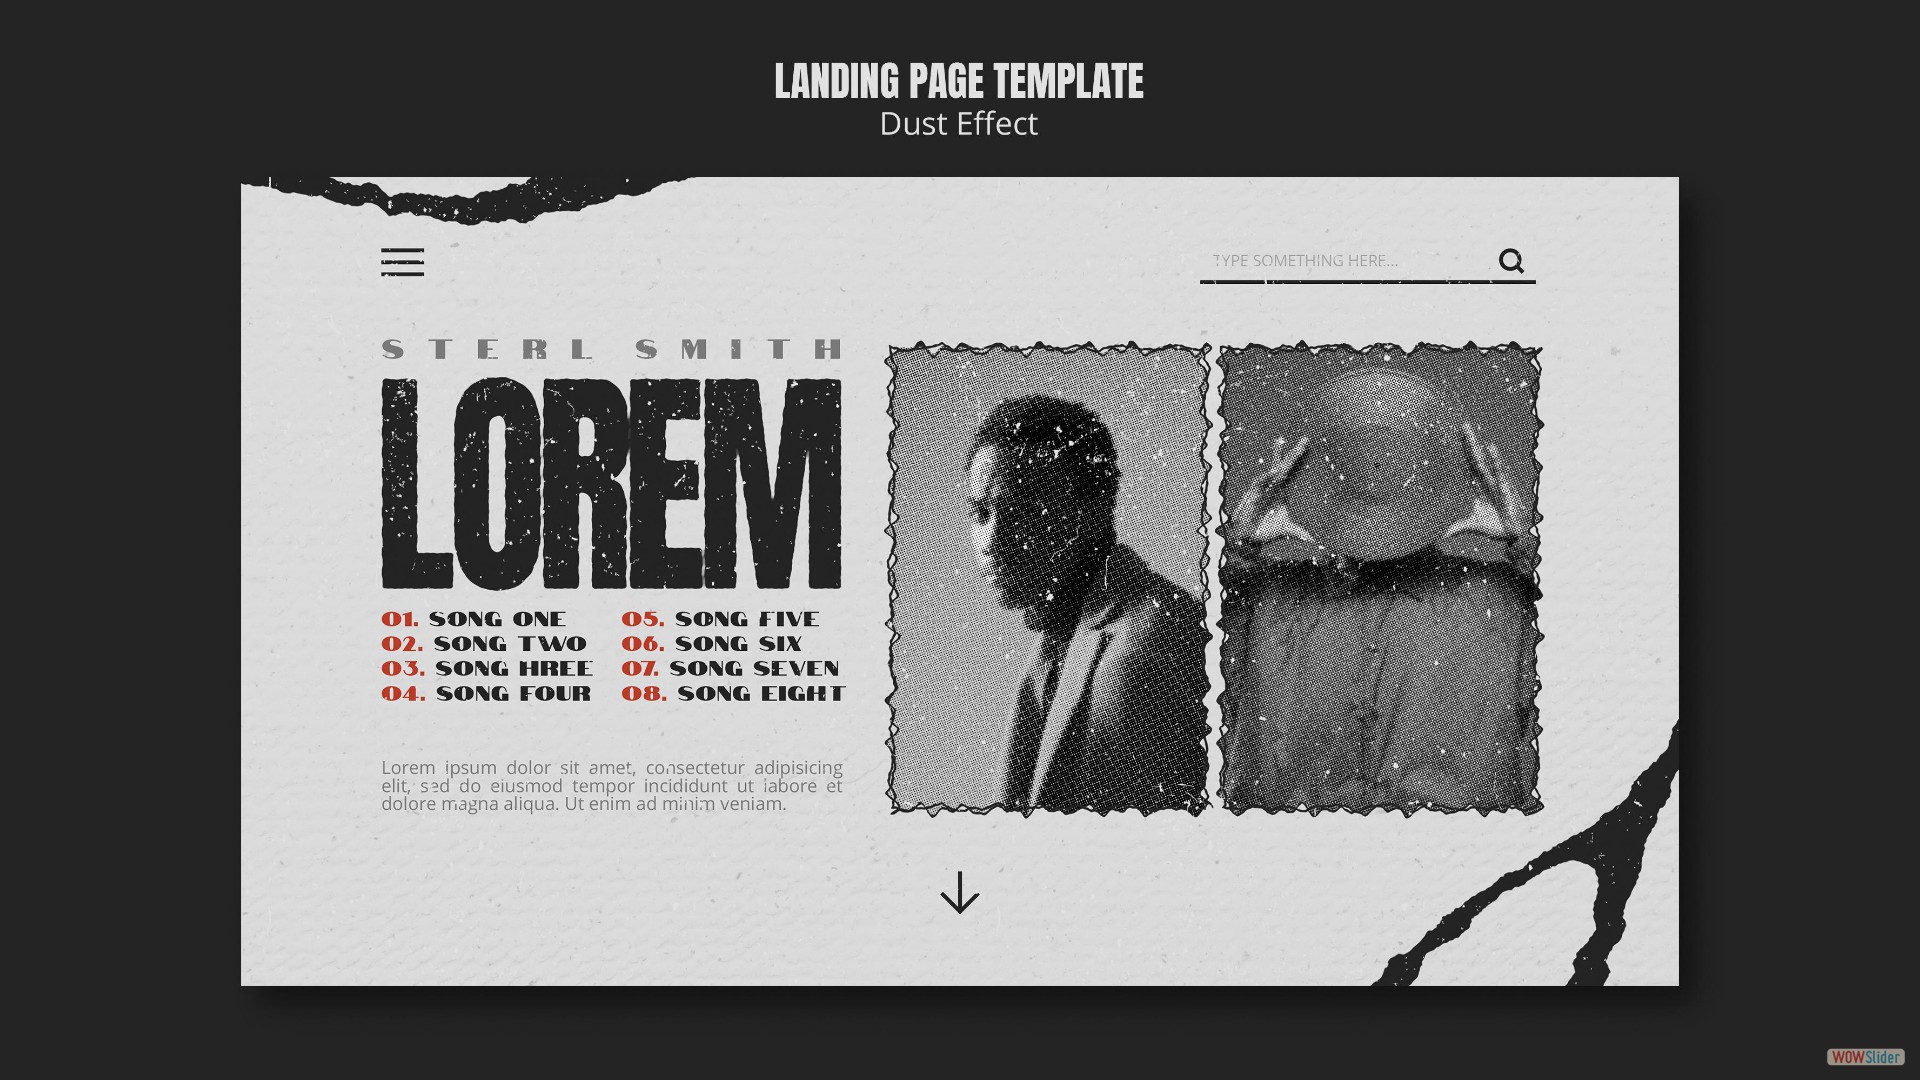 LANDING PAGE TEMPLATE
Dust Effect
TYPE SOMETHING HERE...
STERL SMITH
LOREM
01. SONG ONE
02. SONG TWO
03. SONG HREE
04. SONG FOUR
05. SONG FIVE
06. SONG SIX
07. SONG SEVEN
08. SONG EIGHT
Lorem ipsum dolor sit amet, consectetur adipisicing
elit, sed do eiusmod tempor incididunt ut labore et
dolore magna aliqua. Ut enim ad minim veniam.
WOWSlider